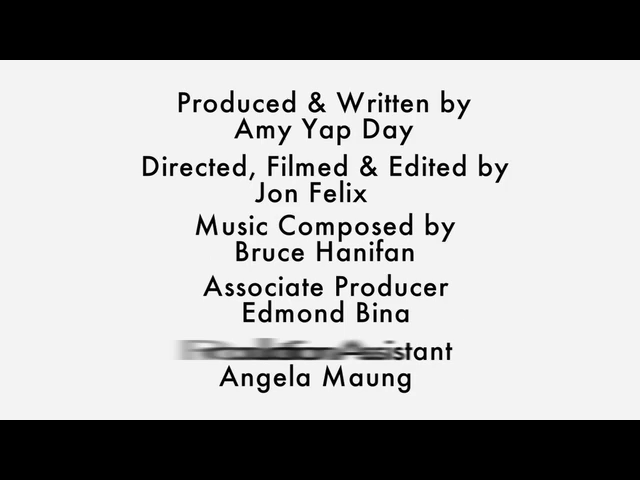 Produced & Written by
Amy Yap Day
Directed, Filmed & Edited by
Jon Felix
Music Composed by
Bruce Hanifan
Associate Producer
Edmond Bina
Assistant
Angela Maung